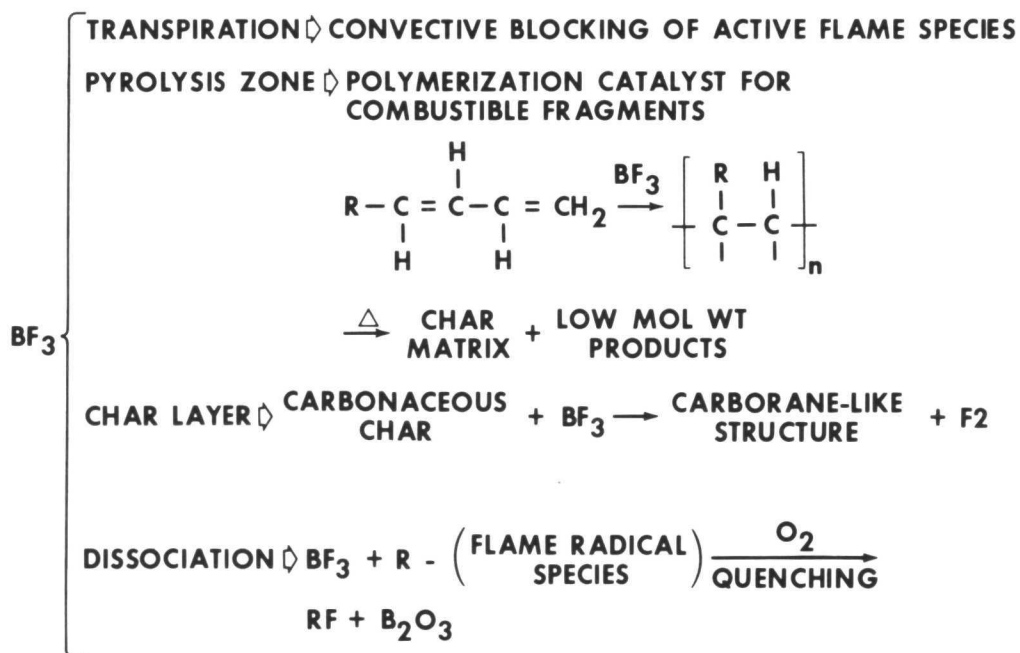 TRANSPIRATION ⇨ CONVECTIVE BLOCKING OF ACTIVE FLAME SPECIES
PYROLYSIS ZONE ⇨ POLYMERIZATION CATALYST FOR
COMBUSTIBLE FRAGMENTS
H
R – C = C – C = CH₂ BF₃ → [ R H
C – C
H H ]n
BF₃
△ → CHAR MATRIX + LOW MOL WT PRODUCTS
CHAR LAYER ⇨ CARBONACEOUS CHAR + BF₃ → CARBORANE-LIKE STRUCTURE + F2
DISSOCIATION ⇨ BF₃ + R - (FLAME RADICAL SPECIES) O₂ → QUENCHING
RF + B₂O₃